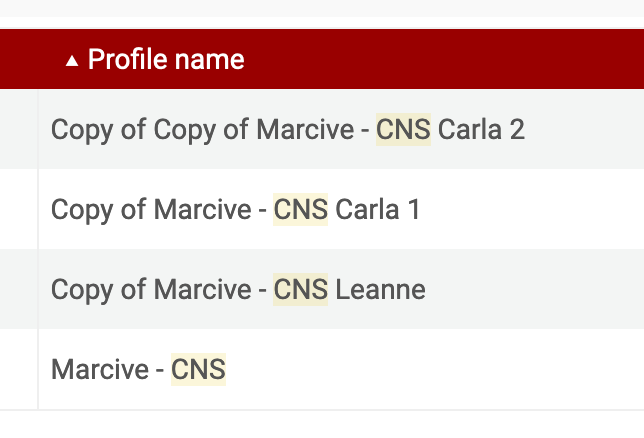 ▲ Profile name
Copy of Copy of Marcive - CNS Carla 2
Copy of Marcive - CNS Carla 1
Copy of Marcive - CNS Leanne
Marcive - CNS